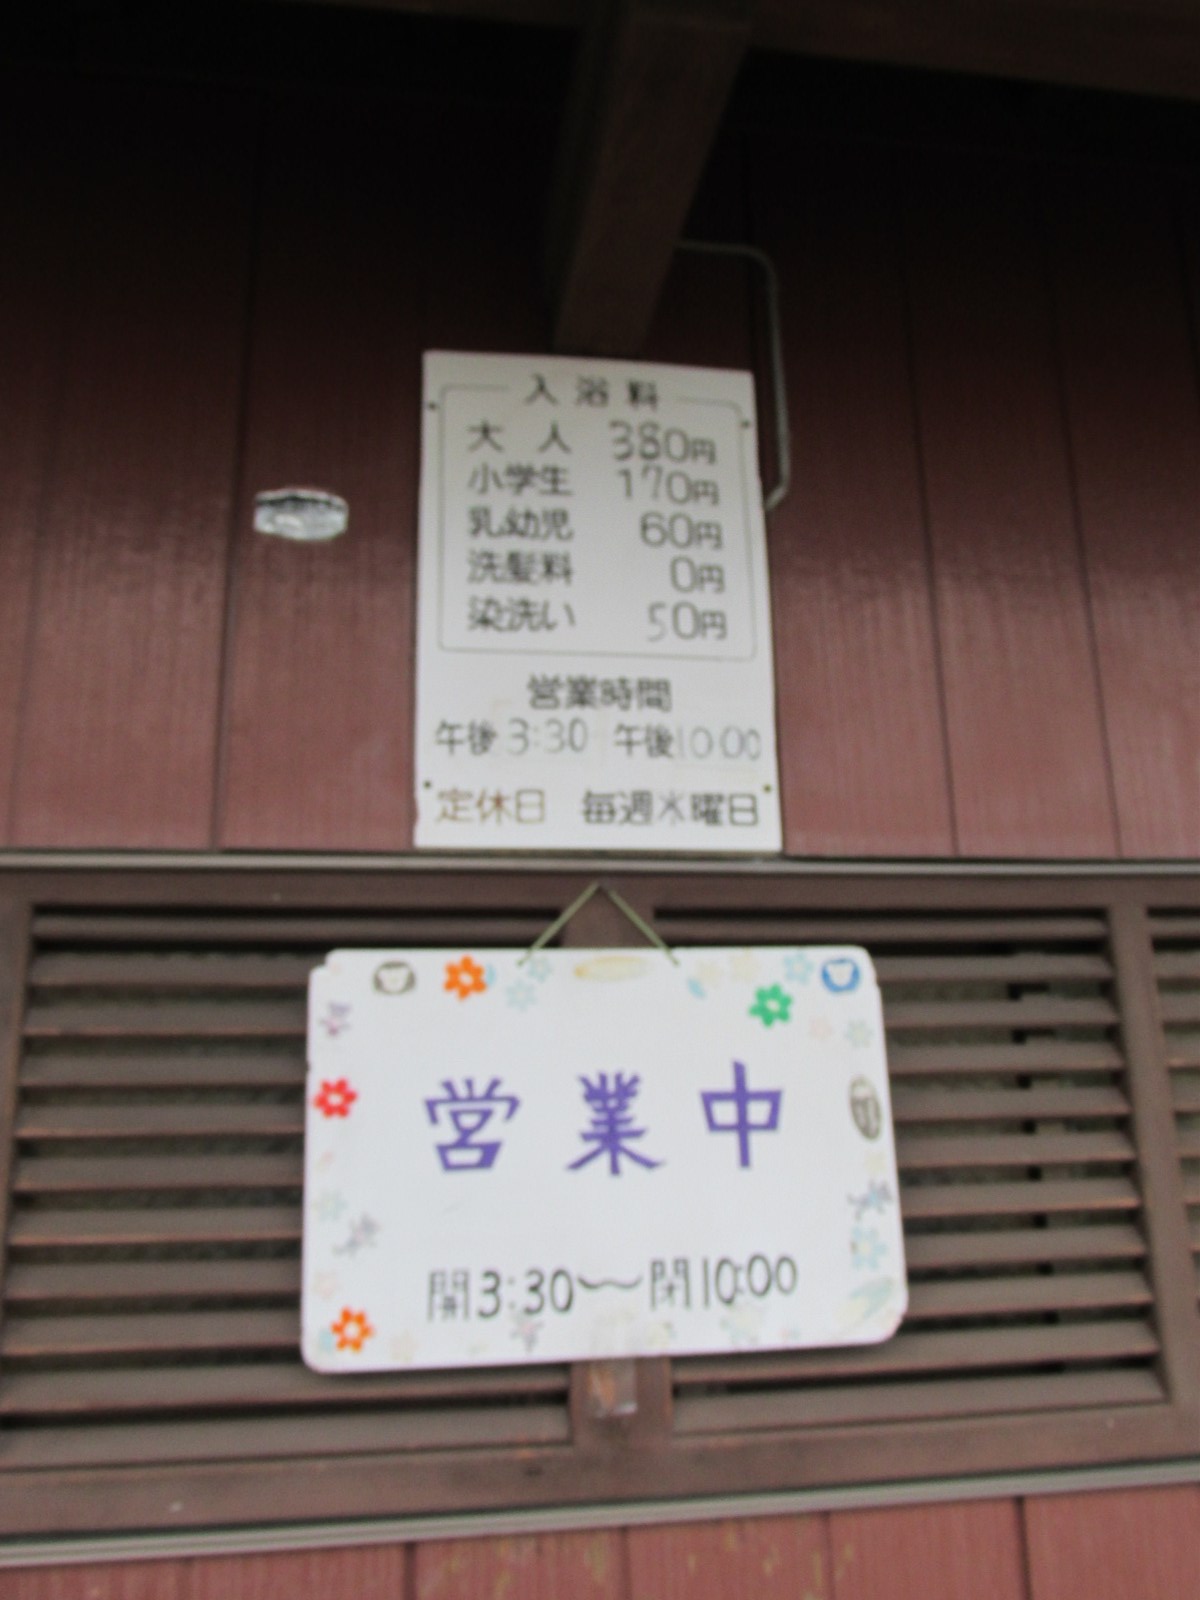 入浴料
大人 380円
小学生 170円
乳幼児 60円
洗髪料 0円
染洗い 50円
営業時間
午後3:30 午後10:00
定休日 毎週水曜日
営業中
開3:30〜閉10:00